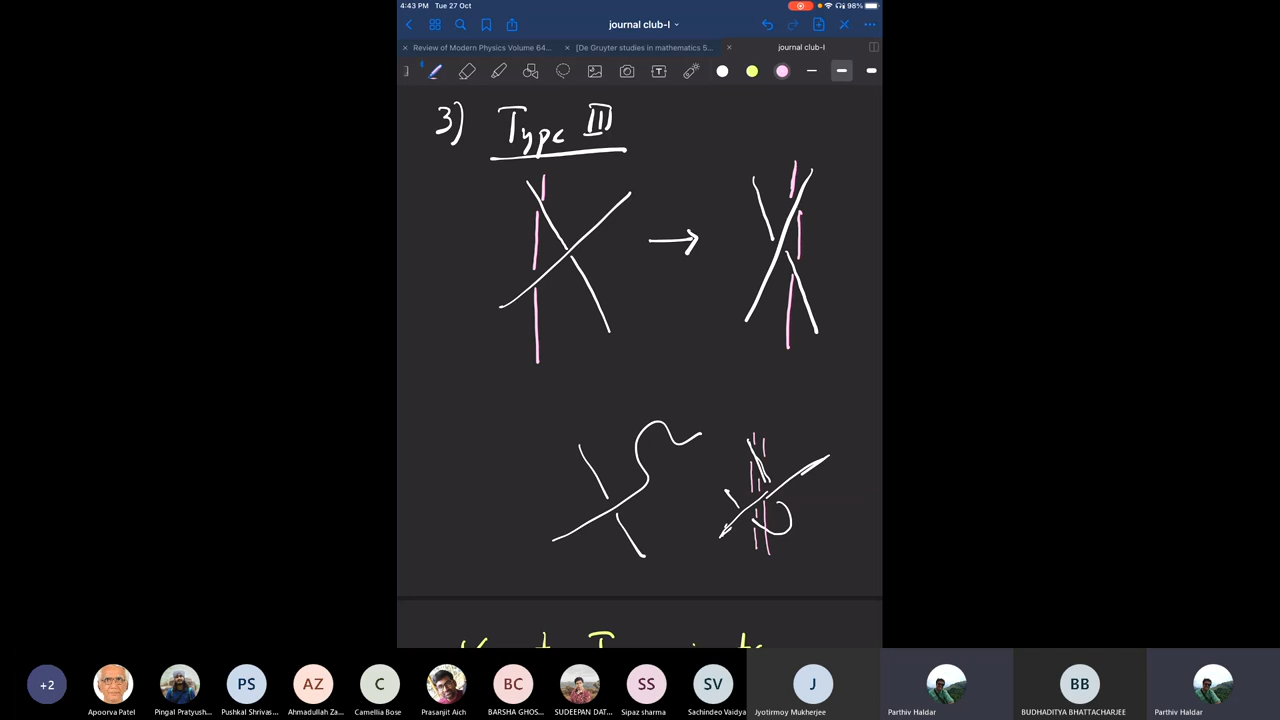 4:43 PM Tue 27 Oct
98%
journal club-I
Review of Modern Physics Volume 64...
[De Gruyter studies in mathematics 5...
journal club-I
3) Type III
+2
PS
AZ
C
BC
SS
SV
J
BB
Apoorva Patel
Pingal Pratyush...
Pushkal Shrivas...
Ahmadullah Za...
Camellia Bose
Prasanjit Aich
BARSHA GHOS...
SUDEEPAN DAT...
Sipaz sharma
Sachindeo Vaidya
Jyotirmoy Mukherjee
Parthiv Haldar
BUDHADITYA BHATTACHARJEE
Parthiv Haldar